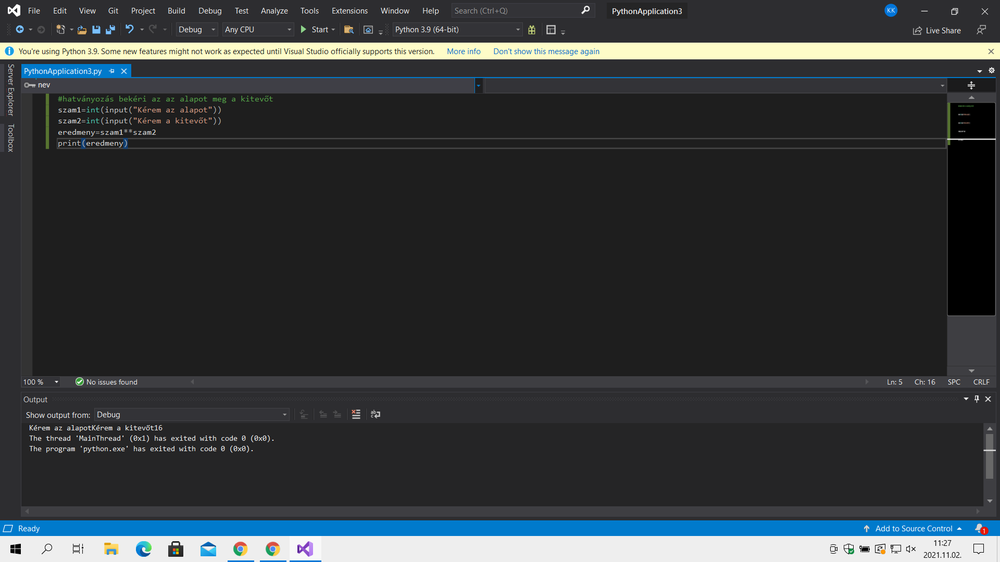 File Edit View Git Project Build Debug Test Analyze Tools Extensions Window Help Search (Ctrl+Q) PythonApplication3 KK
Debug Any CPU Start Python 3.9 (64-bit) Live Share
You're using Python 3.9. Some new features might not work as expected until Visual Studio officially supports this version. More info Don't show this message again
Server Explorer
Toolbox
PythonApplication3.py
nev
#hatványozás bekéri az az alapot meg a kitevőt
szam1=int(input("Kérem az alapot"))
szam2=int(input("Kérem a kitevőt"))
eredmeny=szam1**szam2
print(eredmeny)
100 % No issues found Ln: 5 Ch: 16 SPC CRLF
Output
Show output from: Debug
Kérem az alapotKérem a kitevőt16
The thread 'MainThread' (0x1) has exited with code 0 (0x0).
The program 'python.exe' has exited with code 0 (0x0).
Ready Add to Source Control 1
11:27
2021.11.02.